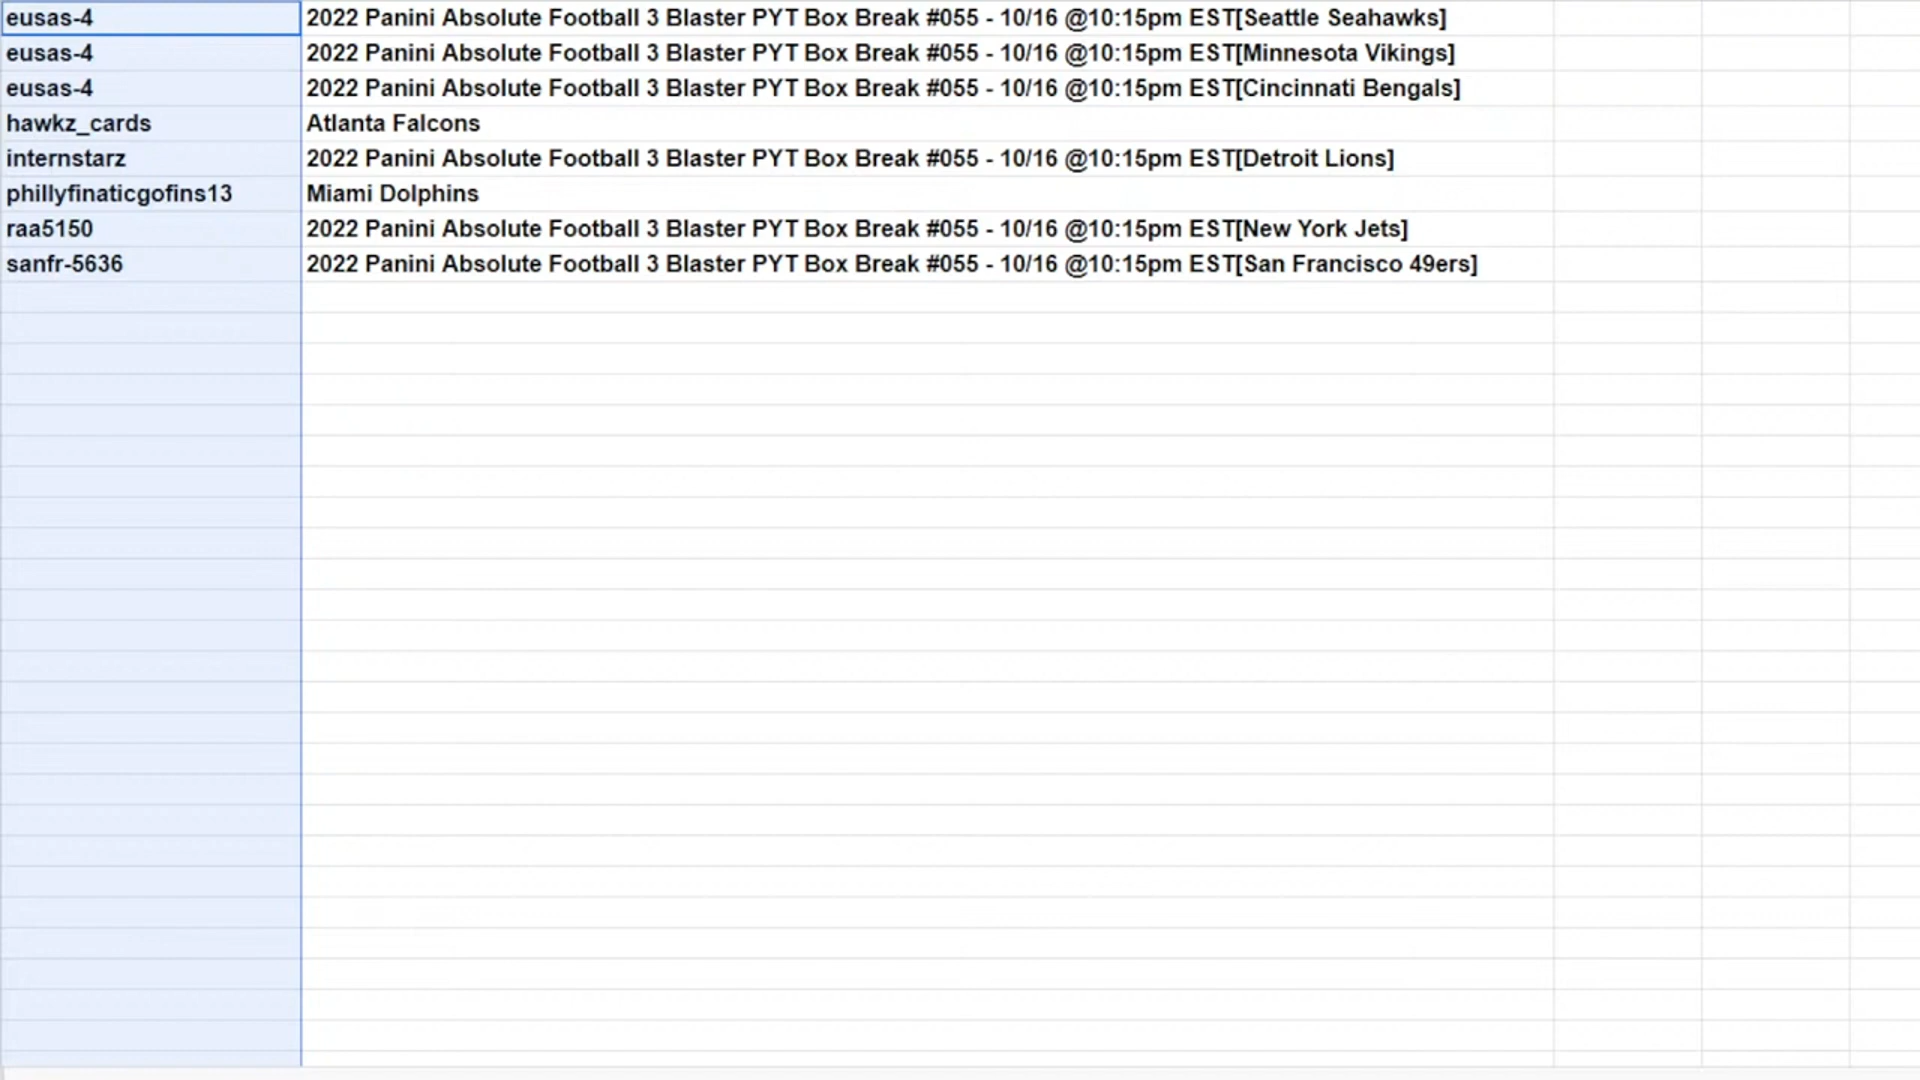 eusas-4 2022 Panini Absolute Football 3 Blaster PYT Box Break #055 - 10/16 @10:15pm EST[Seattle Seahawks]
eusas-4 2022 Panini Absolute Football 3 Blaster PYT Box Break #055 - 10/16 @10:15pm EST[Minnesota Vikings]
eusas-4 2022 Panini Absolute Football 3 Blaster PYT Box Break #055 - 10/16 @10:15pm EST[Cincinnati Bengals]
hawkz_cards Atlanta Falcons
internstarz 2022 Panini Absolute Football 3 Blaster PYT Box Break #055 - 10/16 @10:15pm EST[Detroit Lions]
phillyfinaticgofins13 Miami Dolphins
raa5150 2022 Panini Absolute Football 3 Blaster PYT Box Break #055 - 10/16 @10:15pm EST[New York Jets]
sanfr-5636 2022 Panini Absolute Football 3 Blaster PYT Box Break #055 - 10/16 @10:15pm EST[San Francisco 49ers]